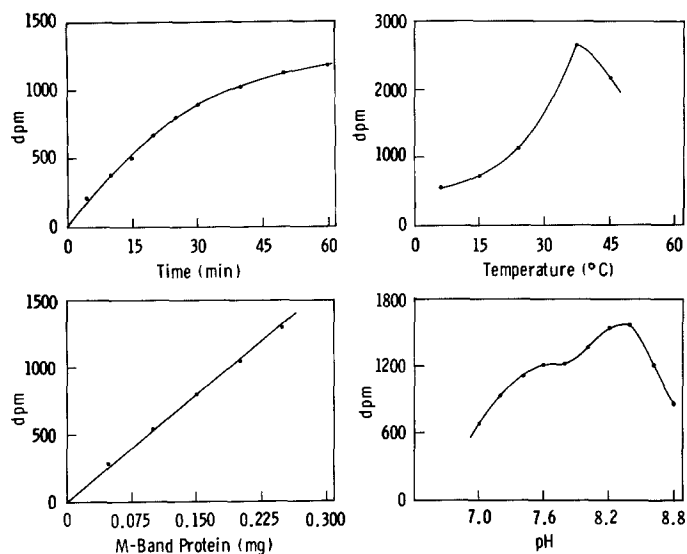 1500
1000
500
0
dpm
0 15 30 45 60
Time (min)
3000
2000
1000
0
dpm
0 15 30 45 60
Temperature (°C)
1500
1000
500
0
dpm
0 0.075 0.150 0.225 0.300
M-Band Protein (mg)
1800
1200
600
0
dpm
7.0 7.6 8.2 8.8
pH